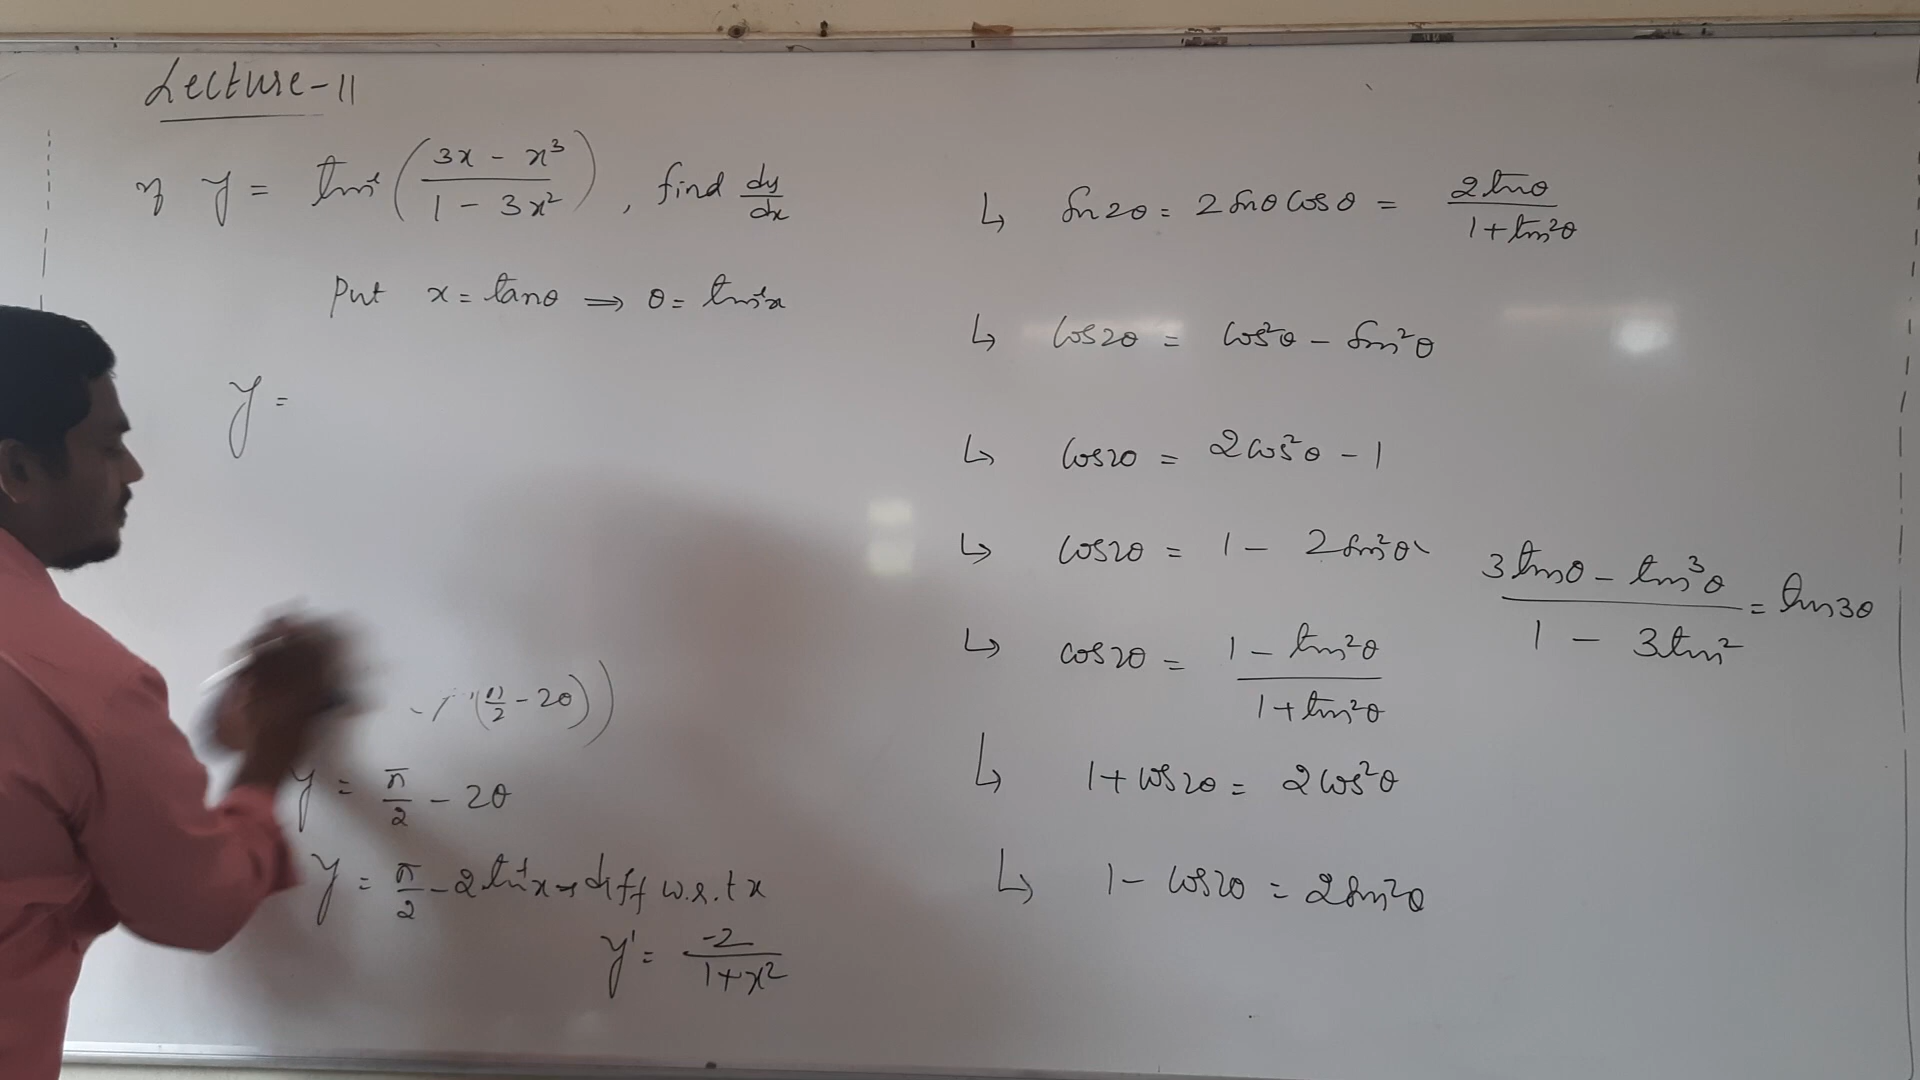 Lecture-11
If y = tan⁻¹(3x - x³ / 1 - 3x²), find dy/dx
Put x = tanθ ⇒ θ = tan⁻¹x
y =
(π/2 - 2θ))
y = π/2 - 2θ
y = π/2 - 2tan⁻¹x → diff w.r.t x
y' = -2 / 1+x²
↳ sin2θ = 2sinθ cosθ = 2tanθ / 1+tan²θ
↳ cos2θ = cos²θ - sin²θ
↳ cos2θ = 2cos²θ - 1
↳ cos2θ = 1 - 2sin²θ
↳ cos2θ = 1 - tan²θ / 1+tan²θ
↳ 1+cos2θ = 2cos²θ
↳ 1 - cos2θ = 2sin²θ
3tanθ - tan³θ / 1 - 3tan² = tan3θ